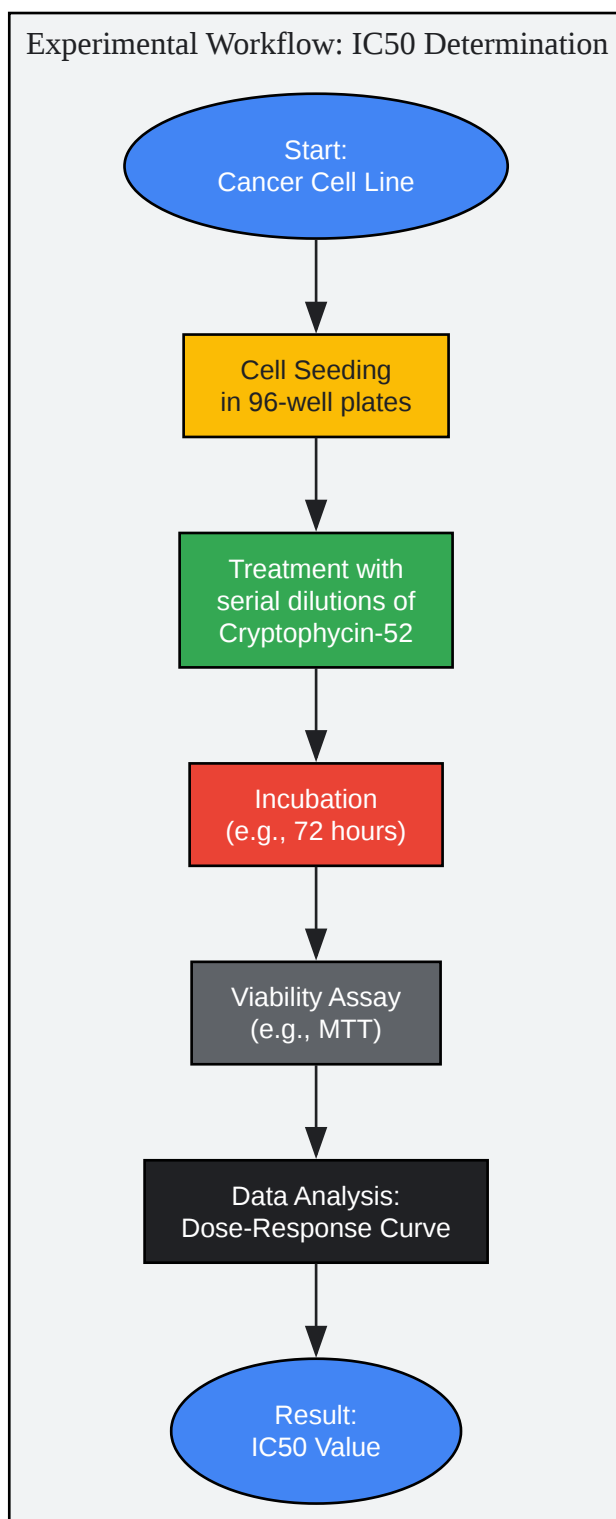 Experimental Workflow: IC50 Determination
Start:
Cancer Cell Line
Cell Seeding
in 96-well plates
Treatment with
serial dilutions of
Cryptophycin-52
Incubation
(e.g., 72 hours)
Viability Assay
(e.g., MTT)
Data Analysis:
Dose-Response Curve
Result:
IC50 Value